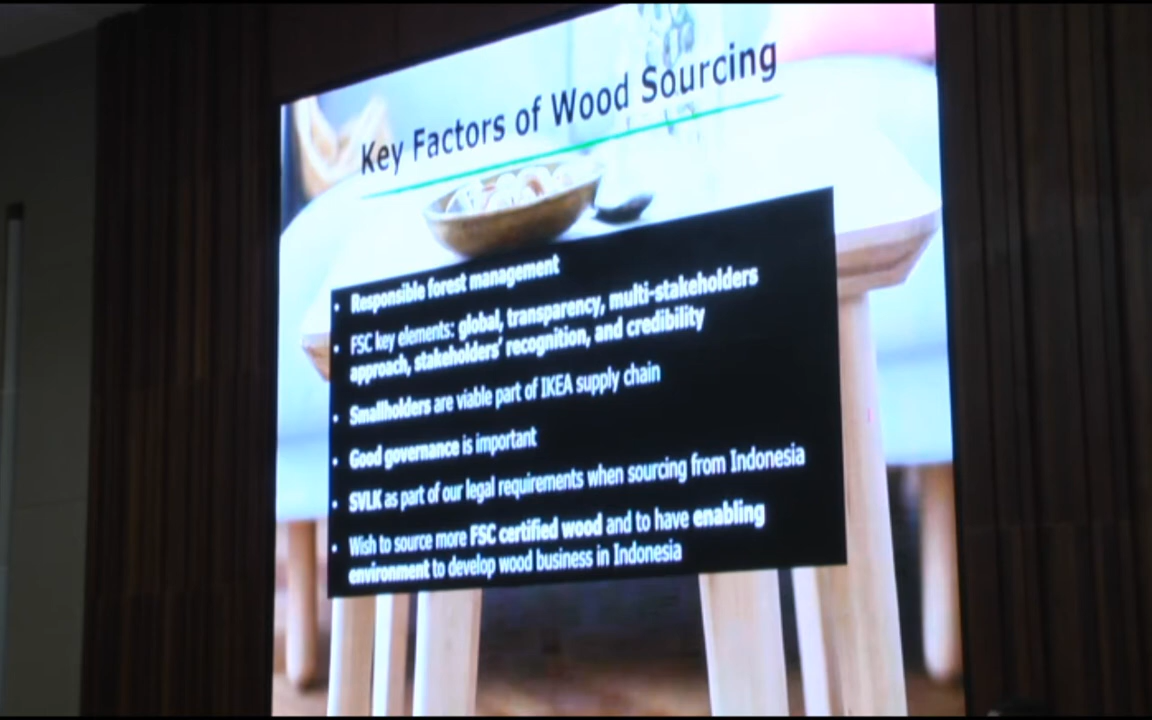 Key Factors of Wood Sourcing
• Responsible forest management
• FSC key elements: global, transparency, multi-stakeholders
approach, stakeholders' recognition, and credibility
• Smallholders are viable part of IKEA supply chain
• Good governance is important
• SVLK as part of our legal requirements when sourcing from Indonesia
• Wish to source more FSC certified wood and to have enabling
environment to develop wood business in Indonesia